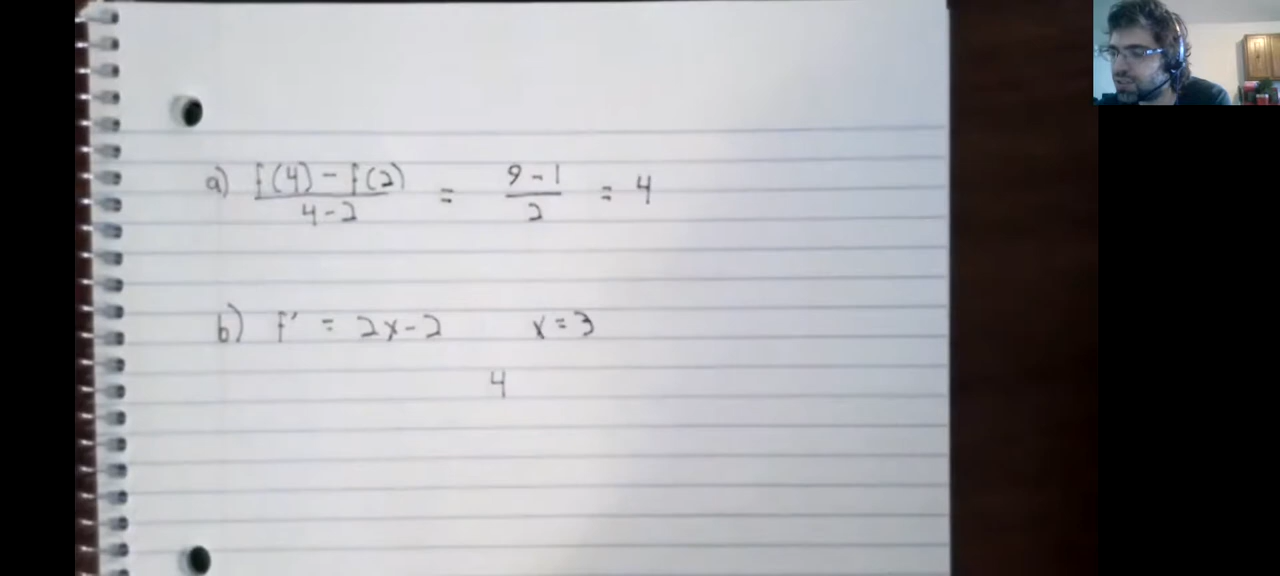 a) f(4) - f(2) / 4 - 2 = 9 - 1 / 2 = 4
b) f' = 2x - 2 x = 3
4